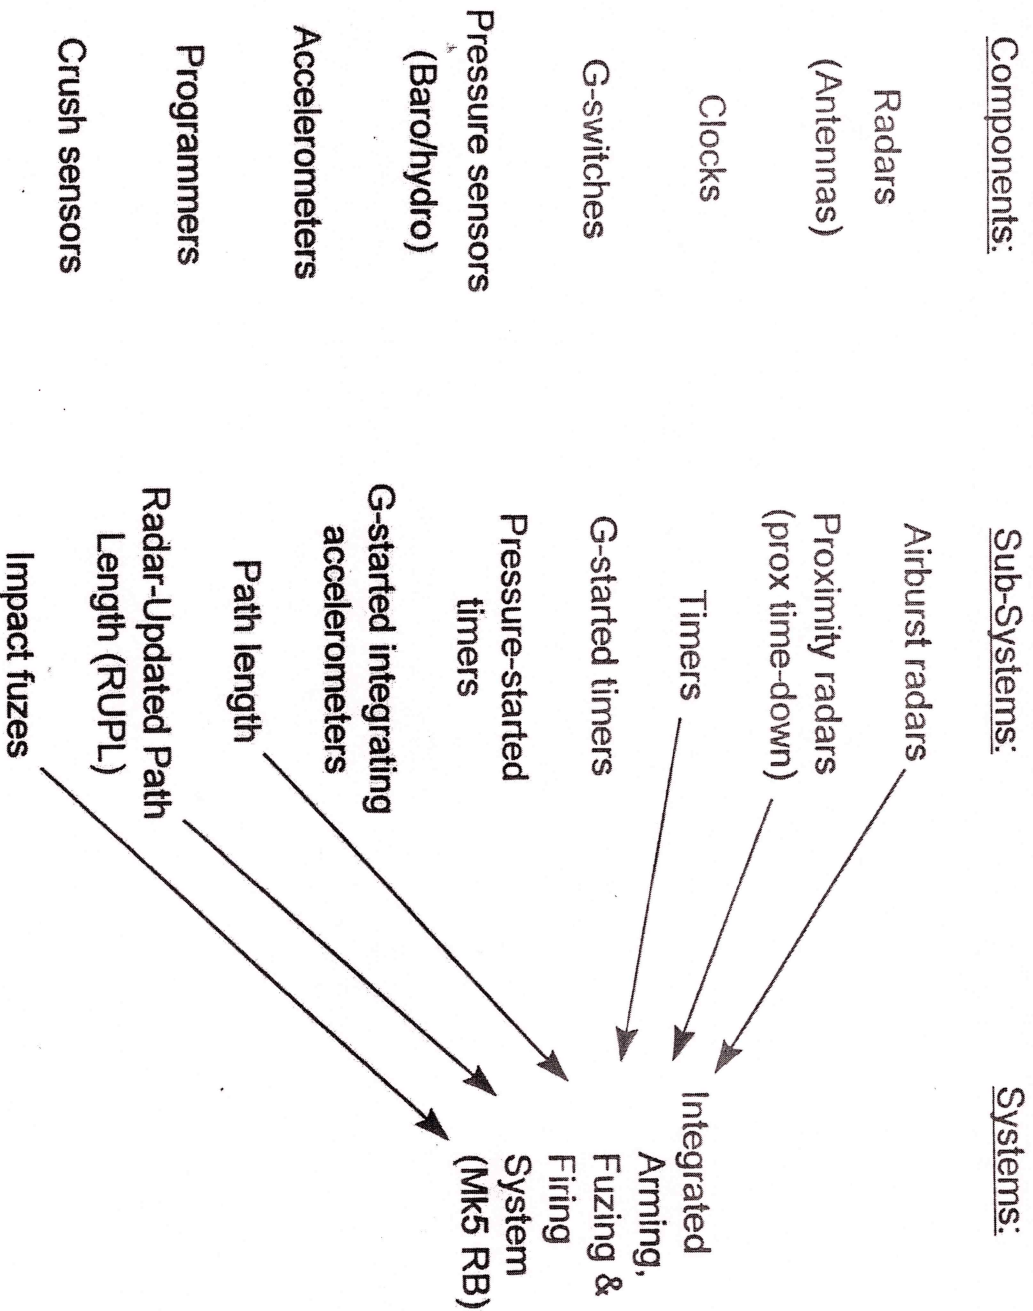 Components:
Radars
(Antennas)
Clocks
G-switches
Pressure sensors
(Baro/hydro)
Accelerometers
Programmers
Crush sensors
Sub-Systems:
Airburst radars
Proximity radars
(prox time-down)
Timers
G-started timers
Pressure-started
timers
G-started integrating
accelerometers
Path length
Radar-Updated Path
Length (RUPL)
Impact fuzes
Systems:
Integrated
Arming,
Fuzing &
Firing
System
(Mk5 RB)